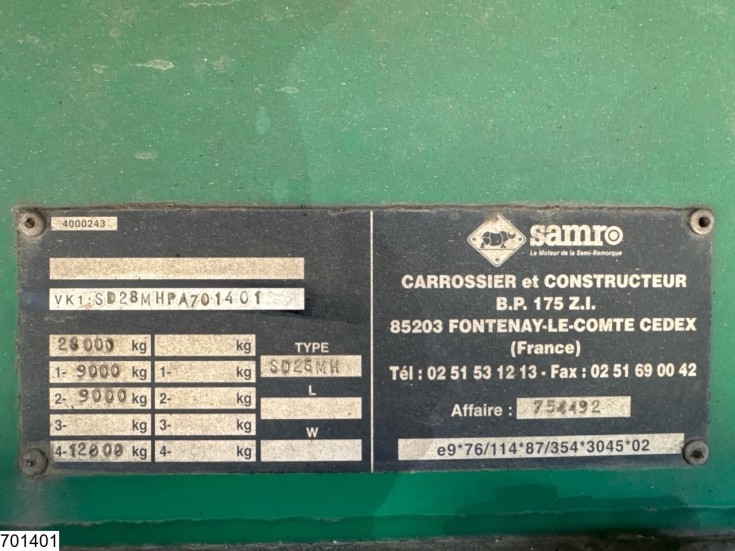 4000243
VK1:SD28MHPA701401
28000 kg kg
1- 9000 kg 1- kg
2- 9000 kg 2- kg
3- kg 3- kg
4-12000 kg 4- kg
TYPE
SD28MH
L
W
samro
Le Moteur de la Semi-Remorque
CARROSSIER et CONSTRUCTEUR
B.P. 175 Z.I.
85203 FONTENAY-LE-COMTE CEDEX
(France)
Tél : 02 51 53 12 13 - Fax : 02 51 69 00 42
Affaire : 754492
e9*76/114*87/354*3045*02
701401